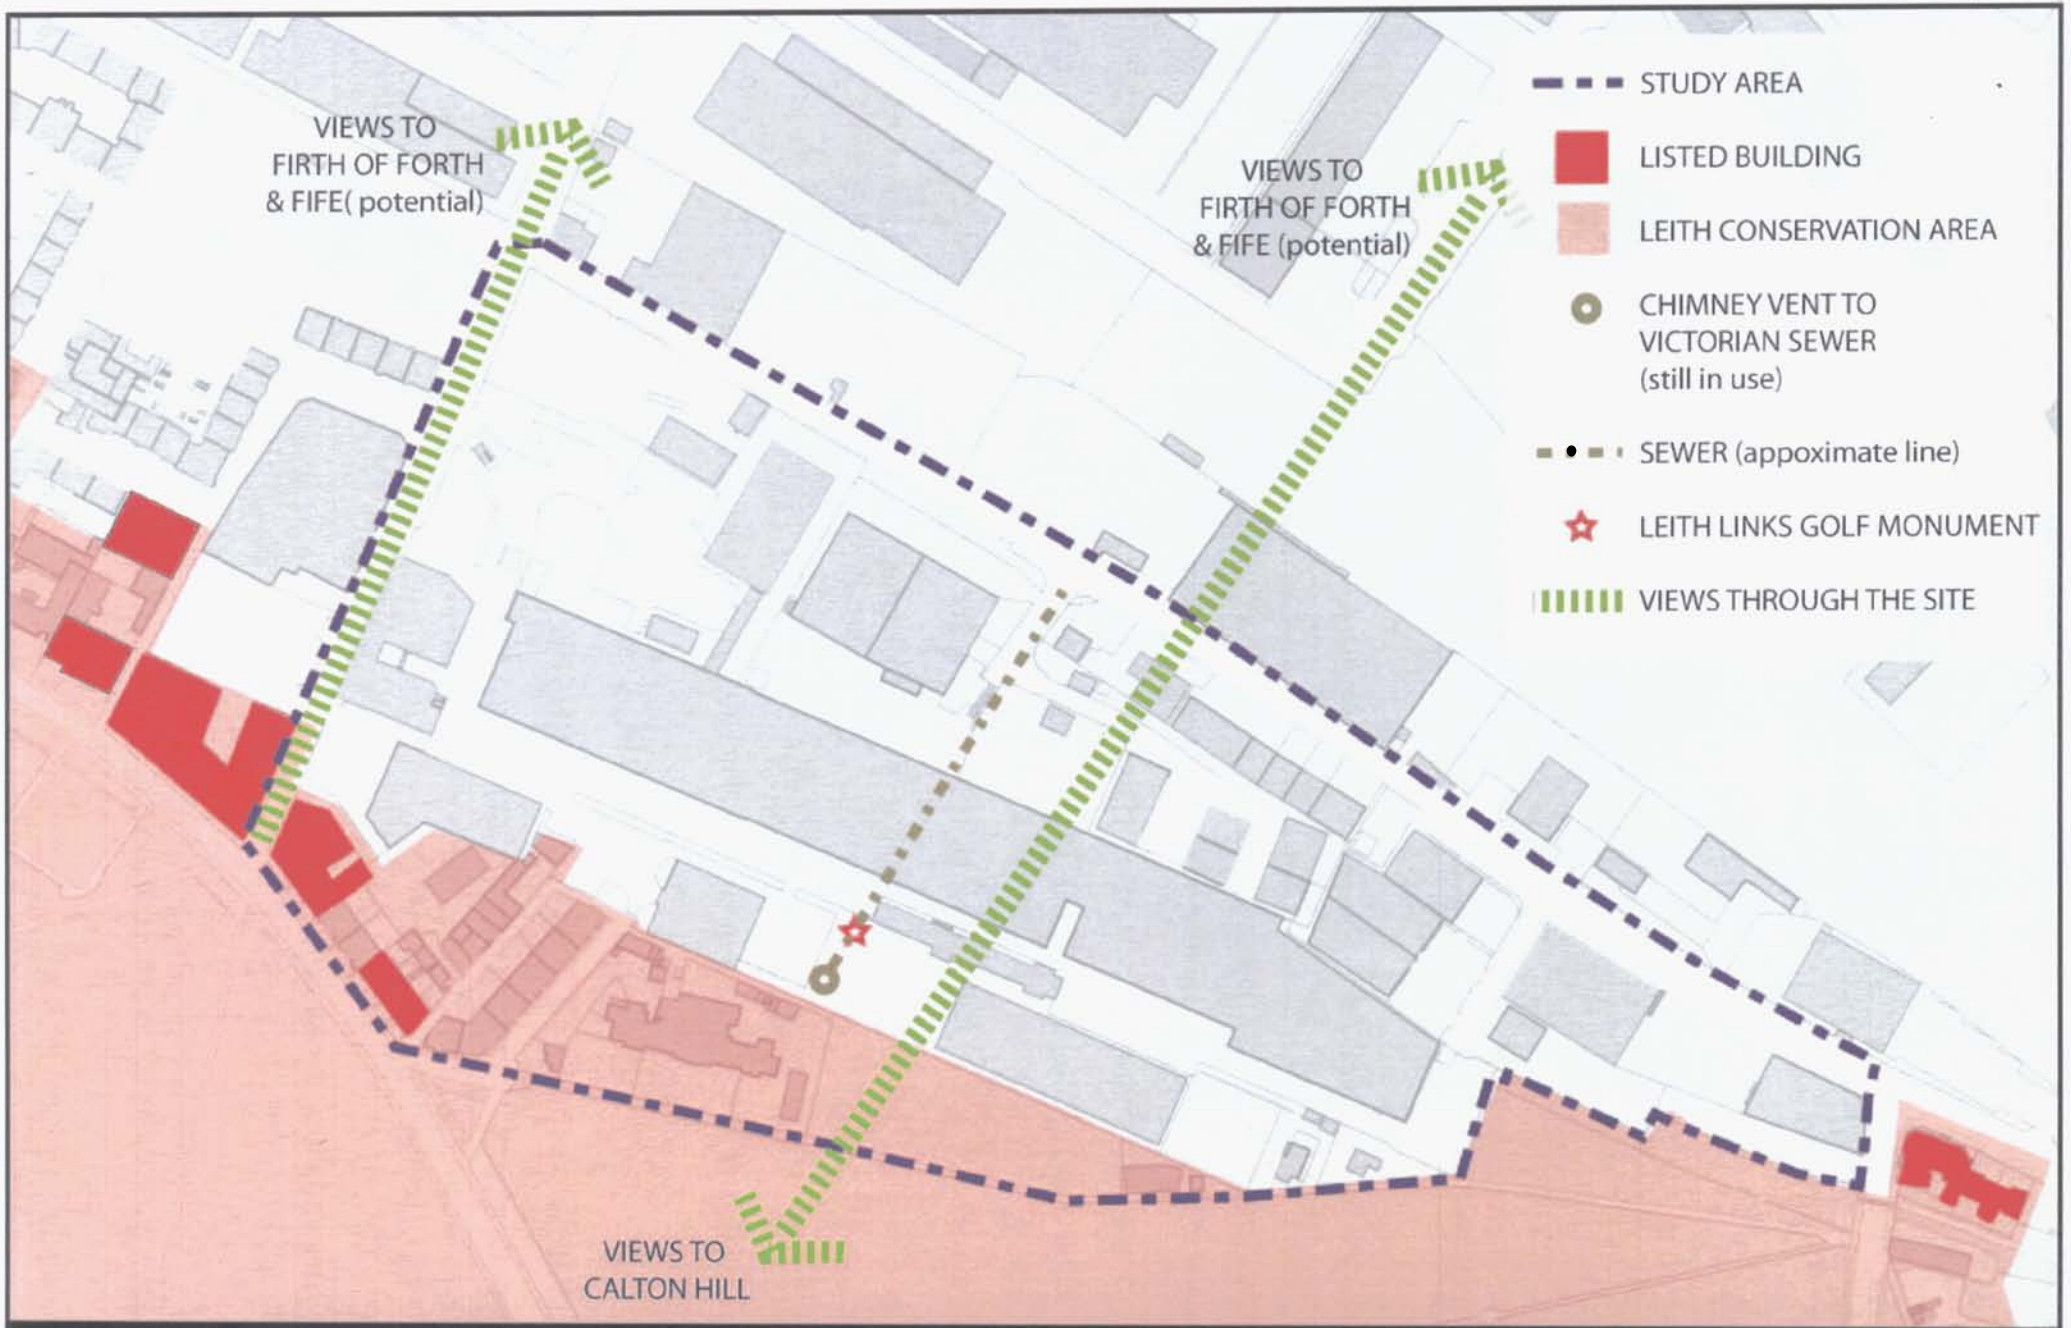 VIEWS TO
FIRTH OF FORTH
& FIFE( potential)
VIEWS TO
FIRTH OF FORTH
& FIFE (potential)
STUDY AREA
LISTED BUILDING
LEITH CONSERVATION AREA
CHIMNEY VENT TO
VICTORIAN SEWER
(still in use)
SEWER (appoximate line)
LEITH LINKS GOLF MONUMENT
VIEWS THROUGH THE SITE
VIEWS TO
CALTON HILL